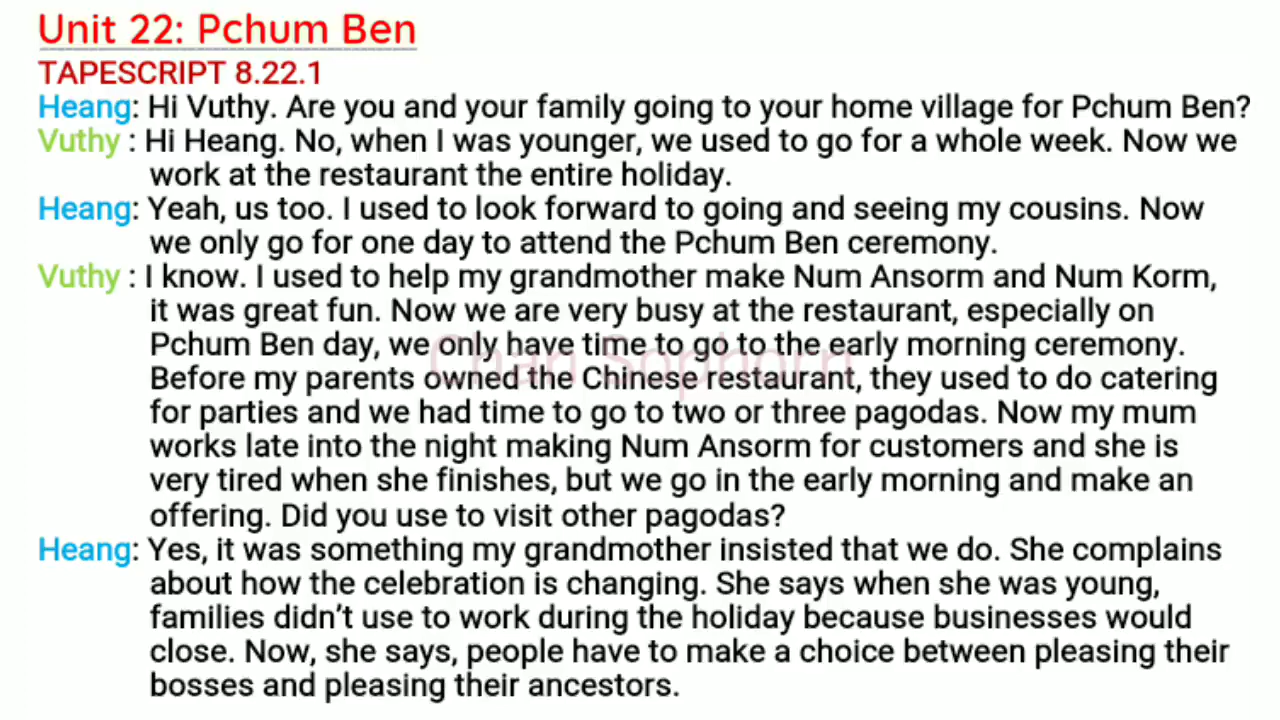 Unit 22: Pchum Ben
TAPESCRIPT 8.22.1
Heang: Hi Vuthy. Are you and your family going to your home village for Pchum Ben?
Vuthy : Hi Heang. No, when I was younger, we used to go for a whole week. Now we
work at the restaurant the entire holiday.
Heang: Yeah, us too. I used to look forward to going and seeing my cousins. Now
we only go for one day to attend the Pchum Ben ceremony.
Vuthy : I know. I used to help my grandmother make Num Ansorm and Num Korm,
it was great fun. Now we are very busy at the restaurant, especially on
Pchum Ben day, we only have time to go to the early morning ceremony.
Before my parents owned the Chinese restaurant, they used to do catering
for parties and we had time to go to two or three pagodas. Now my mum
works late into the night making Num Ansorm for customers and she is
very tired when she finishes, but we go in the early morning and make an
offering. Did you use to visit other pagodas?
Heang: Yes, it was something my grandmother insisted that we do. She complains
about how the celebration is changing. She says when she was young,
families didn’t use to work during the holiday because businesses would
close. Now, she says, people have to make a choice between pleasing their
bosses and pleasing their ancestors.
Chan Sophorn